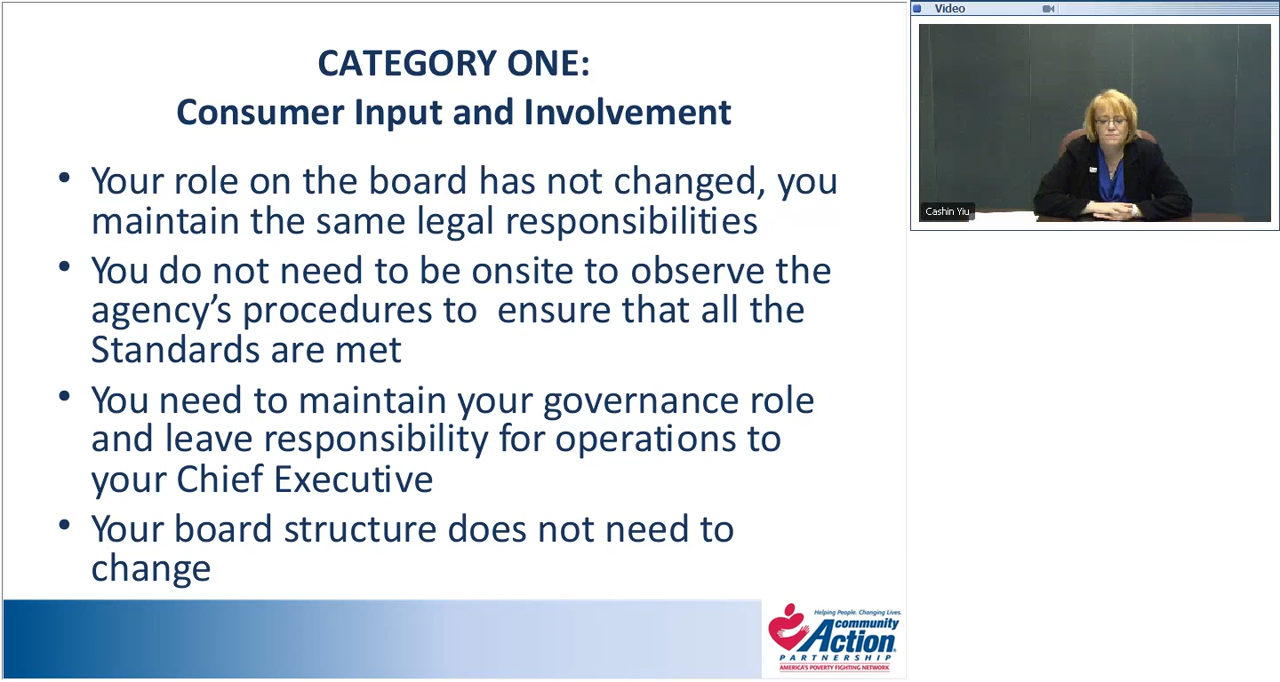 CATEGORY ONE:
Consumer Input and Involvement
• Your role on the board has not changed, you
maintain the same legal responsibilities
• You do not need to be onsite to observe the
agency's procedures to  ensure that all the
Standards are met
• You need to maintain your governance role
and leave responsibility for operations to
your Chief Executive
• Your board structure does not need to
change
Helping People. Changing Lives.
community
Action
PARTNERSHIP
AMERICA'S POVERTY FIGHTING NETWORK
Video
Cashin Yiu